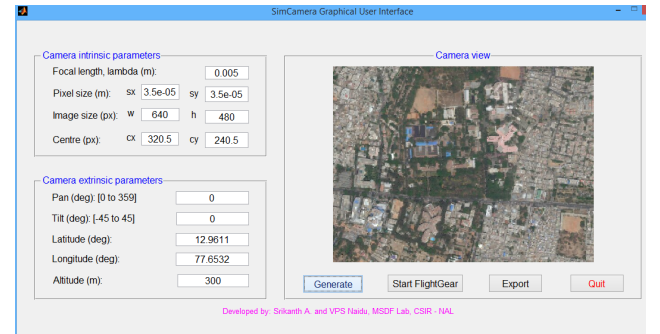 SimCamera Graphical User Interface
Camera intrinsic parameters
Focal length, lambda (m): 0.005
Pixel size (m): sx 3.5e-05 sy 3.5e-05
Image size (px): w 640 h 480
Centre (px): cx 320.5 cy 240.5
Camera extrinsic parameters
Pan (deg): [0 to 359] 0
Tilt (deg): [-45 to 45] 0
Latitude (deg): 12.9611
Longitude (deg): 77.6532
Altitude (m): 300
Camera view
Generate Start FlightGear Export Quit
Developed by: Srikanth A. and VPS Naidu, MSDF Lab, CSIR - NAL